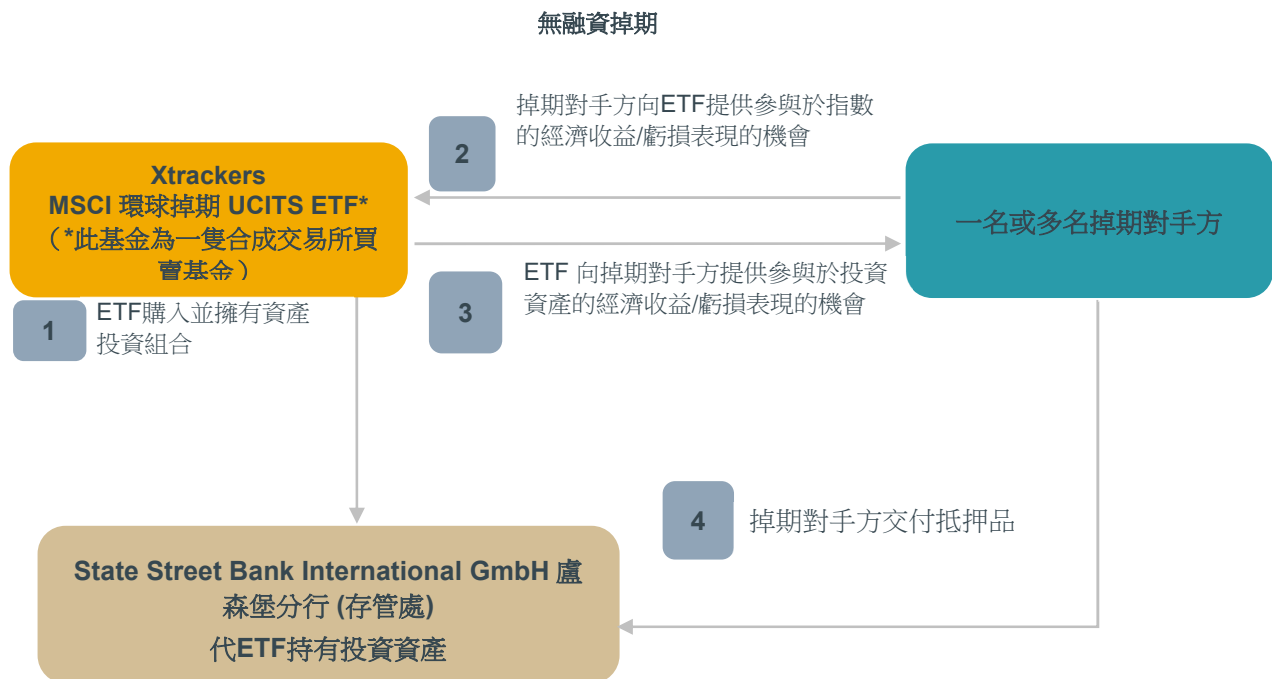 無融資掉期
掉期對手方向ETF提供參與於指數
的經濟收益/虧損表現的機會
2
Xtrackers
MSCI 環球掉期 UCITS ETF*
（*此基金為一隻合成交易所買
賣基金）
一名或多名掉期對手方
ETF 向掉期對手方提供參與於投資
資產的經濟收益/虧損表現的機會
3
1
ETF購入並擁有資產
投資組合
4
掉期對手方交付抵押品
State Street Bank International GmbH 盧
森堡分行 (存管處)
代ETF持有投資資產